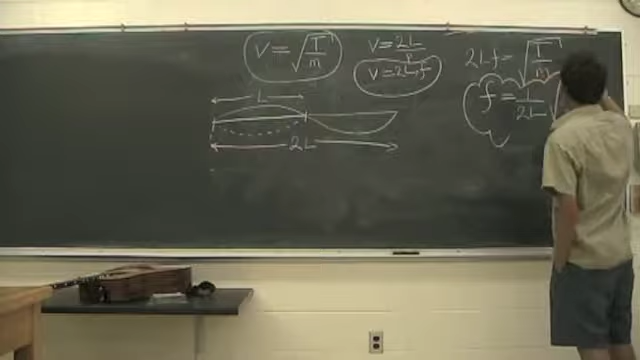 V = √T/m
V = 2L/P
V = 2L·f
2Lf = √T/m
f = 1/2L √
L
2L